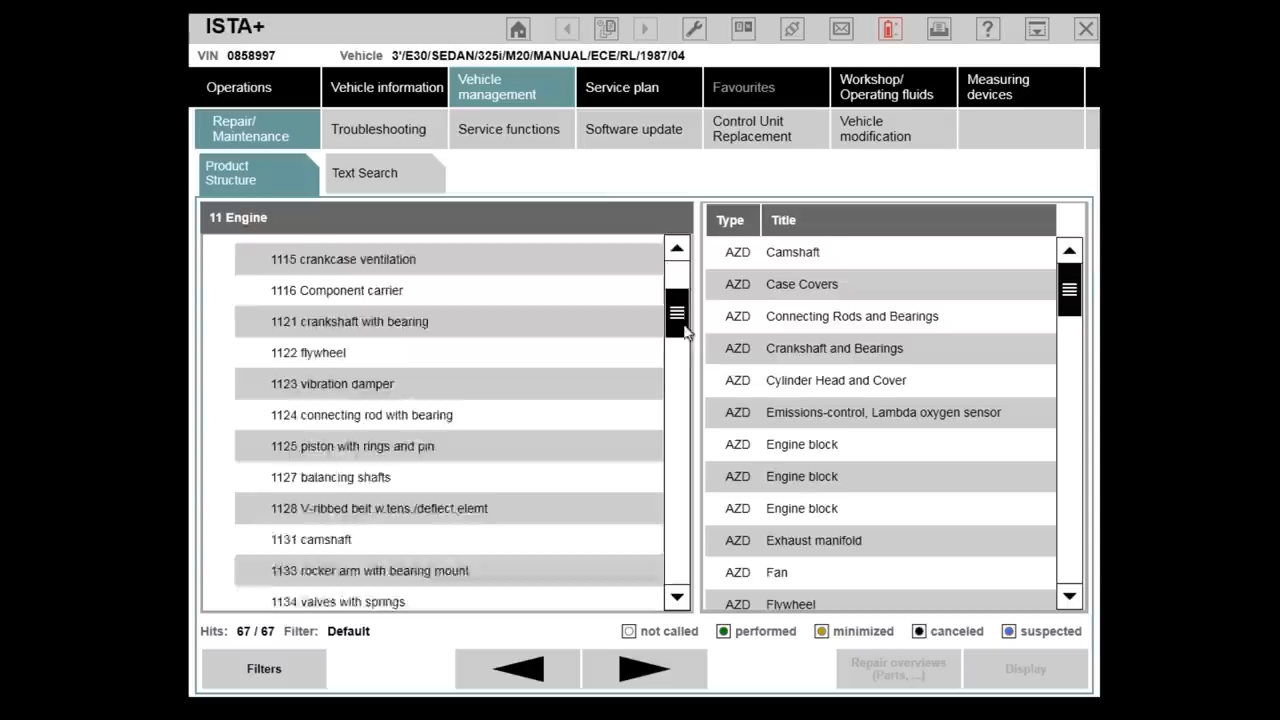 ISTA+
VIN 0858997 Vehicle 3'/E30/SEDAN/325i/M20/MANUAL/ECE/RL/1987/04
Operations
Vehicle information
Vehicle
management
Service plan
Favourites
Workshop/
Operating fluids
Measuring
devices
Repair/
Maintenance
Troubleshooting
Service functions
Software update
Control Unit
Replacement
Vehicle
modification
Product
Structure
Text Search
11 Engine
1115 crankcase ventilation
1116 Component carrier
1121 crankshaft with bearing
1122 flywheel
1123 vibration damper
1124 connecting rod with bearing
1125 piston with rings and pin
1127 balancing shafts
1128 V-ribbed belt w.tens./deflect.elemt
1131 camshaft
1133 rocker arm with bearing mount
1134 valves with springs
Type Title
AZD Camshaft
AZD Case Covers
AZD Connecting Rods and Bearings
AZD Crankshaft and Bearings
AZD Cylinder Head and Cover
AZD Emissions-control, Lambda oxygen sensor
AZD Engine block
AZD Engine block
AZD Engine block
AZD Exhaust manifold
AZD Fan
AZD Flywheel
Hits: 67 / 67 Filter: Default
not called performed minimized canceled suspected
Filters
Repair overviews
(Parts, ...)
Display